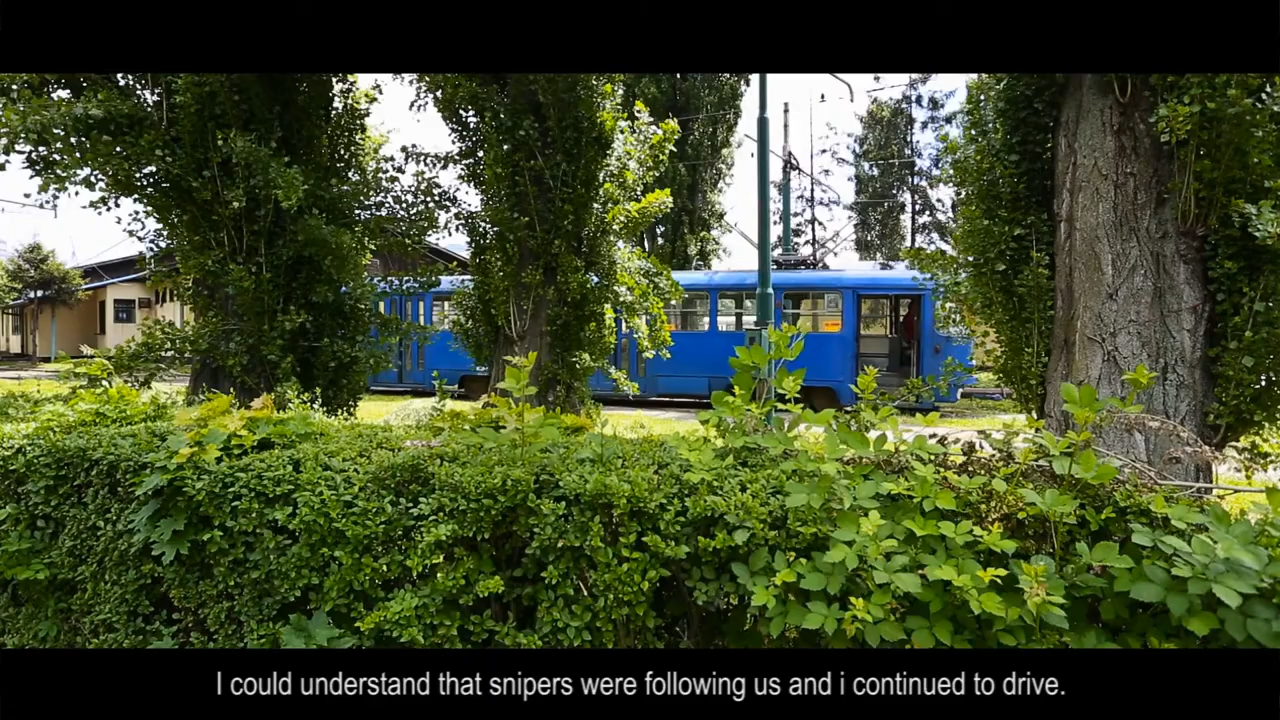 I could understand that snipers were following us and i continued to drive.